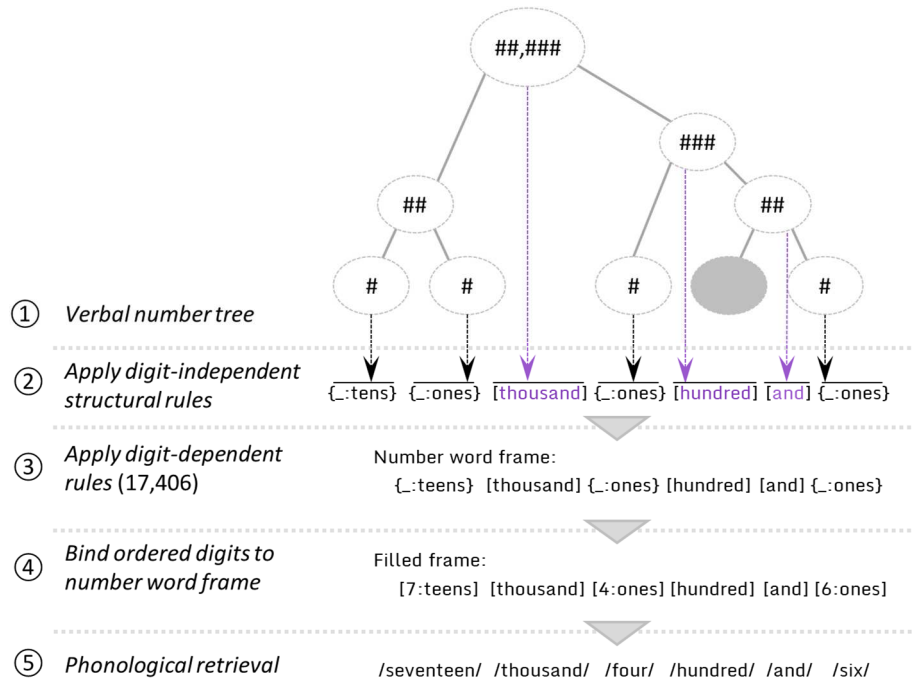 ##,###
###
## ##
# # # #
① Verbal number tree
② Apply digit-independent
structural rules
{_:tens} {_:ones} [thousand] {_:ones} [hundred] [and] {_:ones}
③ Apply digit-dependent
rules (17,406)
Number word frame:
{_:teens} [thousand] {_:ones} [hundred] [and] {_:ones}
④ Bind ordered digits to
number word frame
Filled frame:
[7:teens] [thousand] [4:ones] [hundred] [and] [6:ones]
⑤ Phonological retrieval
/seventeen/ /thousand/ /four/ /hundred/ /and/ /six/